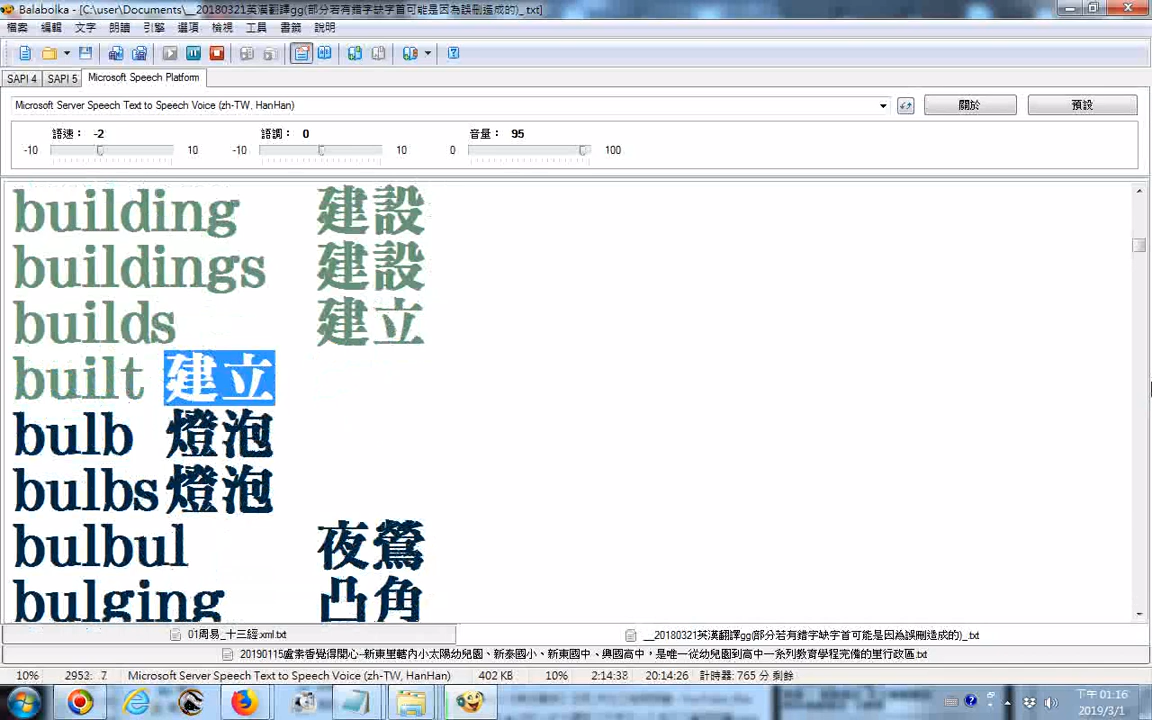 Balabolka - [C:\user\Documents\__20180321英漢翻譯gg(部分若有錯字缺字首可能是因為誤刪造成的)_.txt]
檔案 編輯 文字 朗讀 引擎 選項 檢視 工具 書籤 說明
SAPI 4 SAPI 5 Microsoft Speech Platform
Microsoft Server Speech Text to Speech Voice (zh-TW, HanHan) 關於 預設
語速： -2 語調： 0 音量： 95
-10 10 -10 10 0 100
building 建設
buildings 建設
builds 建立
built 建立
bulb 燈泡
bulbs 燈泡
bulbul 夜鶯
bulging 凸角
01周易_十三經.xml.txt __20180321英漢翻譯gg(部分若有錯字缺字首可能是因為誤刪造成的)_.txt
20190115盧素香覺得開心--新東里轄內小太陽幼兒園、新泰國小、新東國中、興國高中，是唯一從幼兒園到高中一系列教育學程完備的里行政區.txt
10% 2952: 7 Microsoft Server Speech Text to Speech Voice (zh-TW, HanHan) 402 KB 10% 2:14:38 20:14:26 計時器: 765 分 剩餘
下午 01:16
2019/3/1